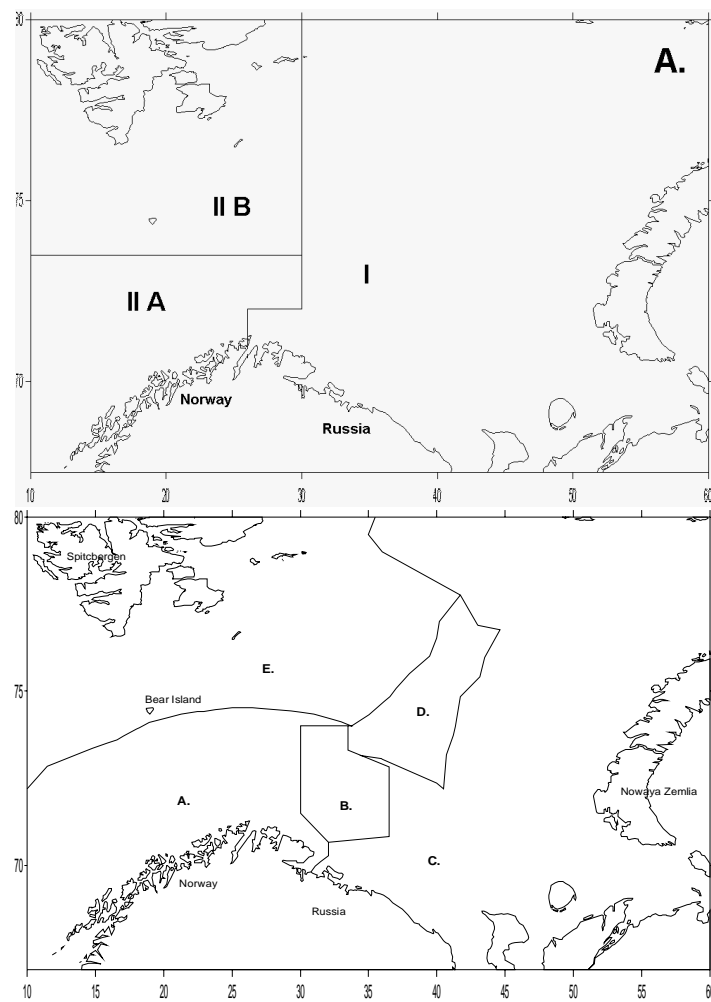 80
A.
75
II B
I
II A
70
Norway
Russia
10 20 30 40 50 60
80
Spitcbergen
E.
75
Bear Island
D.
Nowaya Zemlia
A.
B.
70
C.
Norway
Russia
10 15 20 25 30 35 40 45 50 55 60